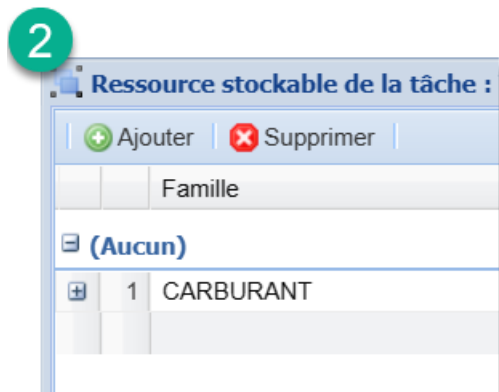 2
Ressource stockable de la tâche :
Ajouter Supprimer
Famille
(Aucun)
1 CARBURANT